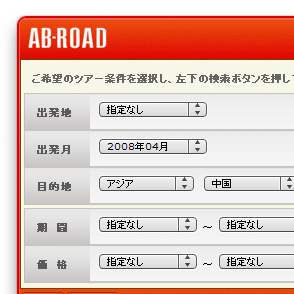 AB-ROAD
ご希望のツアー条件を選択し、左下の検索ボタンを押して
出発地 指定なし
出発月 2008年04月
目的地 アジア 中国
期 間 指定なし ～ 指定なし
価 格 指定なし ～ 指定なし